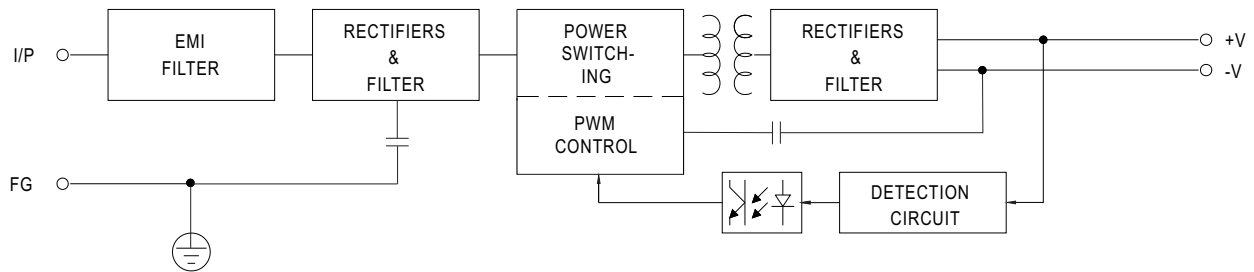 I/P
EMI
FILTER
RECTIFIERS
&
FILTER
POWER
SWITCH-
ING
PWM
CONTROL
RECTIFIERS
&
FILTER
+V
-V
FG
DETECTION
CIRCUIT